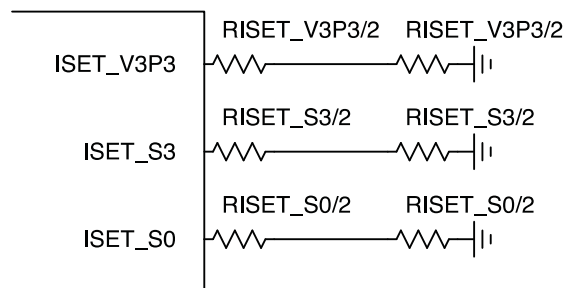 RISET_V3P3/2 RISET_V3P3/2
ISET_V3P3
RISET_S3/2 RISET_S3/2
ISET_S3
RISET_S0/2 RISET_S0/2
ISET_S0